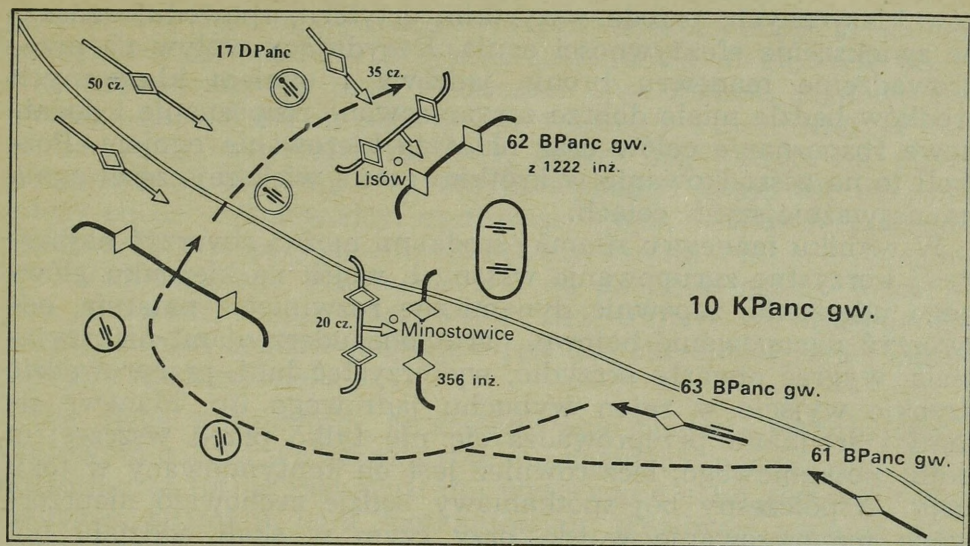 17 DPanc
50 cz.
35 cz.
62 BPanc gw.
z 1222 inż.
Lisów
10 KPanc gw.
20 cz.
Minostowice
356 inż.
63 BPanc gw.
61 BPanc gw.